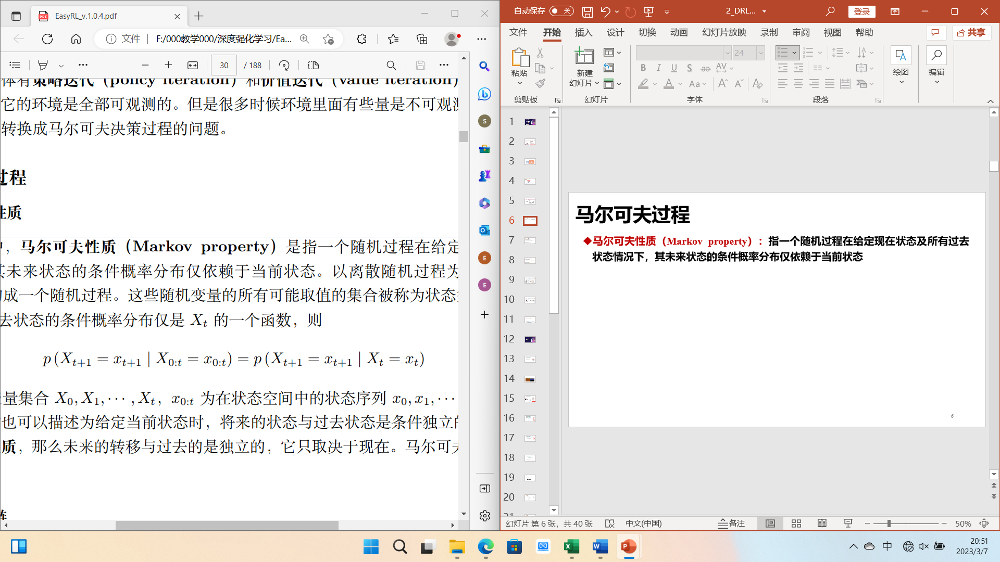 EasyRL_v.1.0.4.pdf
文件 | F:/000教学000/深度强化学习/Ea...
30 / 188
体有策略迭代（policy iteration）和价值迭代（value iteration）
它的环境是全部可观测的。但是很多时候环境里面有些量是不可观测
转换成马尔可夫决策过程的问题。
过程
性质
中，马尔可夫性质（Markov property）是指一个随机过程在给定
其未来状态的条件概率分布仅依赖于当前状态。以离散随机过程为
构成一个随机过程。这些随机变量的所有可能取值的集合被称为状态空
去状态的条件概率分布仅是 X_t 的一个函数，则
p (X_{t+1} = x_{t+1} | X_{0:t} = x_{0:t}) = p (X_{t+1} = x_{t+1} | X_t = x_t)
量集合 X_0, X_1, ··· , X_t，x_{0:t} 为在状态空间中的状态序列 x_0, x_1, ···
也可以描述为给定当前状态时，将来的状态与过去状态是条件独立的
质，那么未来的转移与过去的是独立的，它只取决于现在。马尔可夫
链
S
E
E
自动保存 关
2_DRL...
登录
文件 开始 插入 设计 切换 动画 幻灯片放映 录制 审阅 视图 帮助
共享
粘贴
剪贴板
新建
幻灯片
幻灯片
24
B I U S ab AV
A Aa A A A
字体
段落
绘图
编辑
1
2
3
4
5
6
7
8
9
10
11
12
13
14
15
16
17
18
19
20
21
马尔可夫过程
◆马尔可夫性质（Markov property）：指一个随机过程在给定现在状态及所有过去
状态情况下，其未来状态的条件概率分布仅依赖于当前状态
6
幻灯片 第 6 张，共 40 张
中文(中国)
备注
50%
中
20:51
2023/3/7